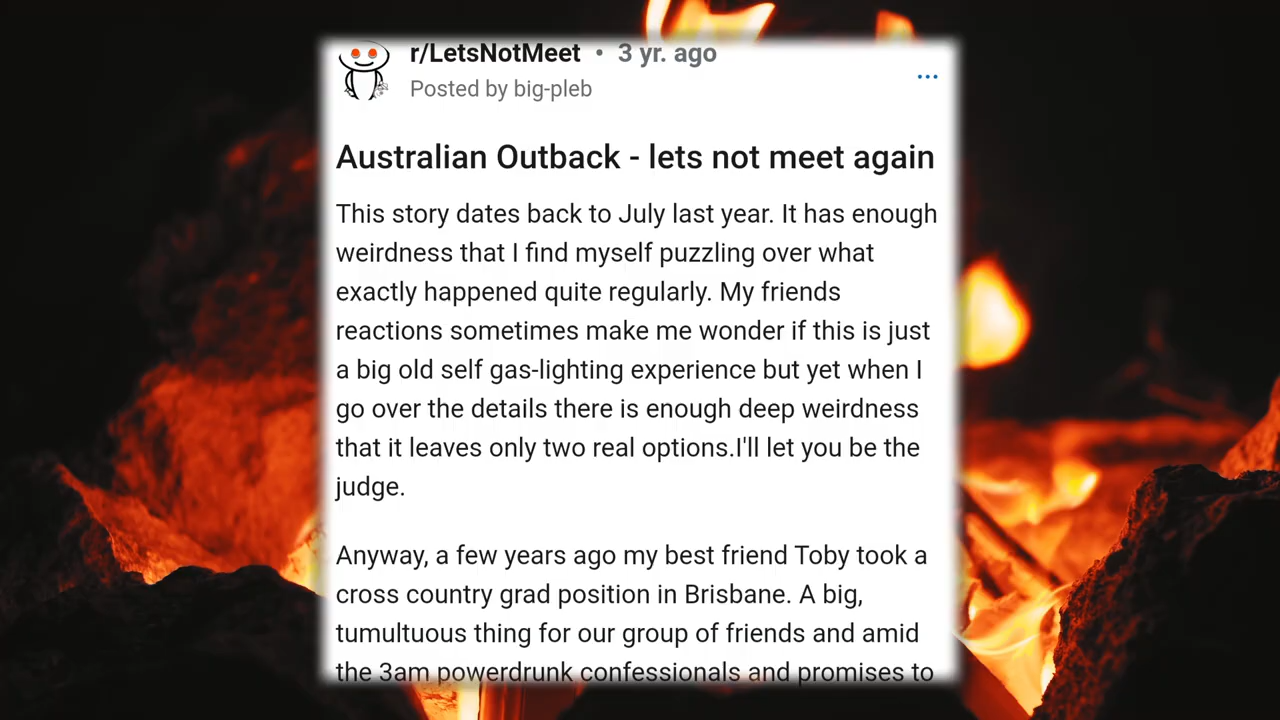 r/LetsNotMeet • 3 yr. ago
Posted by big-pleb
Australian Outback - lets not meet again
This story dates back to July last year. It has enough
weirdness that I find myself puzzling over what
exactly happened quite regularly. My friends
reactions sometimes make me wonder if this is just
a big old self gas-lighting experience but yet when I
go over the details there is enough deep weirdness
that it leaves only two real options.I'll let you be the
judge.
Anyway, a few years ago my best friend Toby took a
cross country grad position in Brisbane. A big,
tumultuous thing for our group of friends and amid
the 3am powerdrunk confessionals and promises to